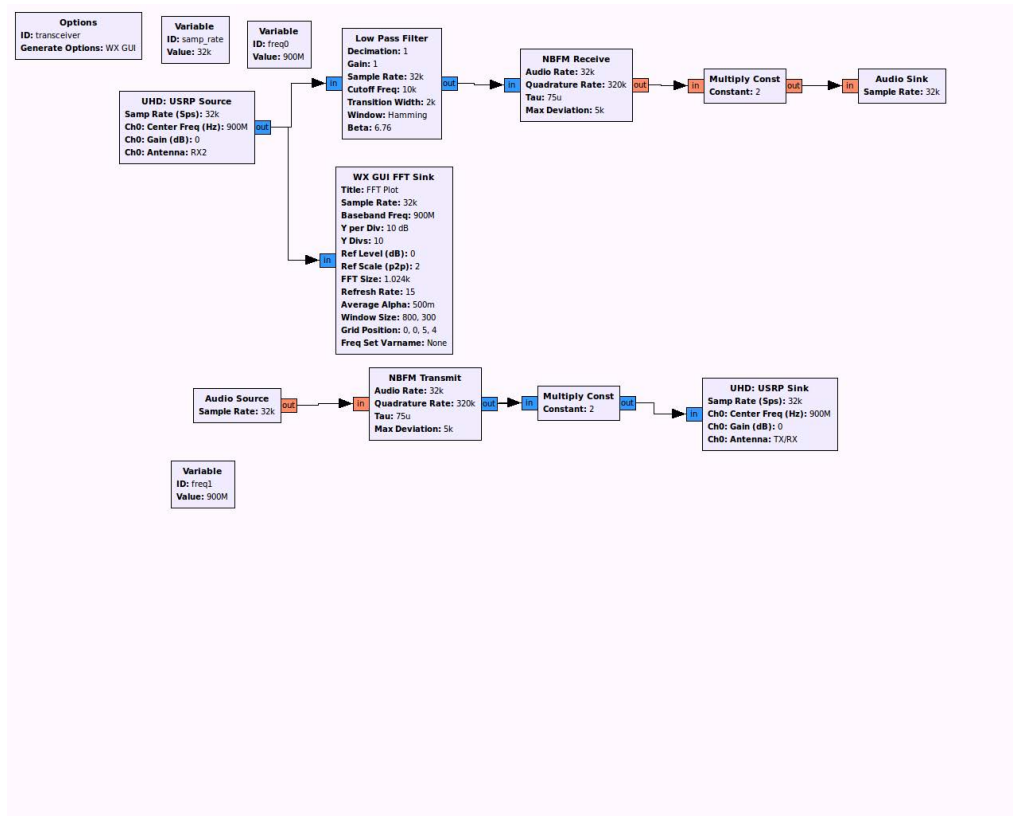 Options
ID: transceiver
Generate Options: WX GUI
Variable
ID: samp_rate
Value: 32k
Variable
ID: freq0
Value: 900M
UHD: USRP Source
Samp Rate (Sps): 32k
Ch0: Center Freq (Hz): 900M
Ch0: Gain (dB): 0
Ch0: Antenna: RX2
out
in
Low Pass Filter
Decimation: 1
Gain: 1
Sample Rate: 32k
Cutoff Freq: 10k
Transition Width: 2k
Window: Hamming
Beta: 6.76
out
in
NBFM Receive
Audio Rate: 32k
Quadrature Rate: 320k
Tau: 75u
Max Deviation: 5k
out
in
Multiply Const
Constant: 2
out
in
Audio Sink
Sample Rate: 32k
in
WX GUI FFT Sink
Title: FFT Plot
Sample Rate: 32k
Baseband Freq: 900M
Y per Div: 10 dB
Y Divs: 10
Ref Level (dB): 0
Ref Scale (p2p): 2
FFT Size: 1.024k
Refresh Rate: 15
Average Alpha: 500m
Window Size: 800, 300
Grid Position: 0, 0, 5, 4
Freq Set Varname: None
Audio Source
Sample Rate: 32k
out
in
NBFM Transmit
Audio Rate: 32k
Quadrature Rate: 320k
Tau: 75u
Max Deviation: 5k
out
in
Multiply Const
Constant: 2
out
in
UHD: USRP Sink
Samp Rate (Sps): 32k
Ch0: Center Freq (Hz): 900M
Ch0: Gain (dB): 0
Ch0: Antenna: TX/RX
Variable
ID: freq1
Value: 900M